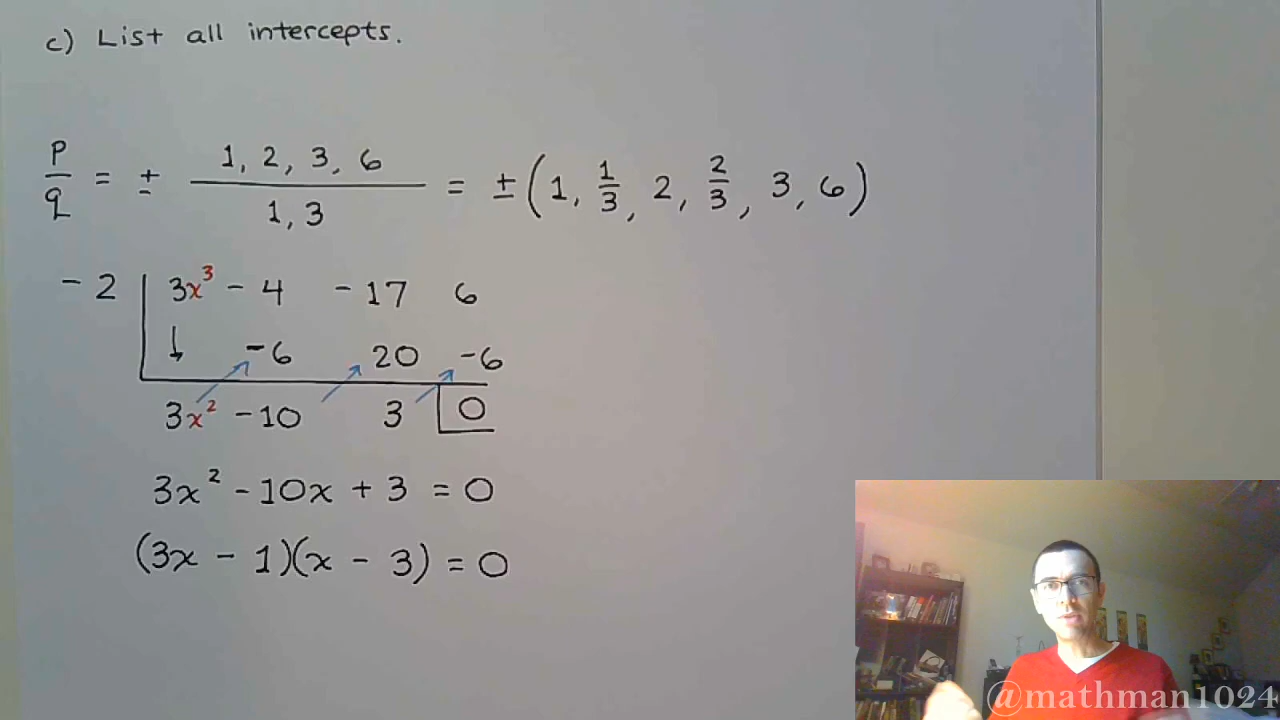 c) List all intercepts.
p/q = ± 1, 2, 3, 6 / 1, 3 = ± (1, 1/3, 2, 2/3, 3, 6)
-2 | 3x³ - 4 - 17 6
↓ -6 20 -6
3x² - 10 3 0
3x² - 10x + 3 = 0
(3x - 1)(x - 3) = 0
@mathman1024